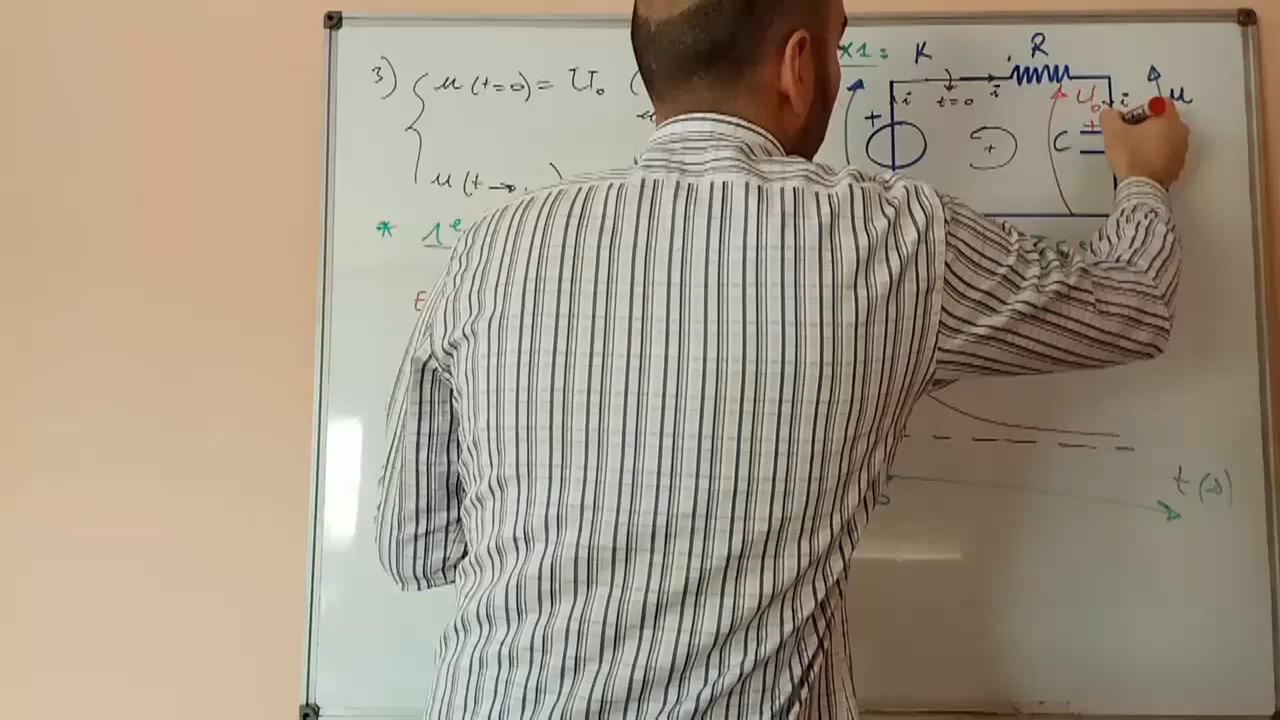 3) u(t=0) = U₀ (
u(t→
* 1e
E
x1:
K
R
+
i
t=0
i
U₀
i
u
+
+
C
t(s)